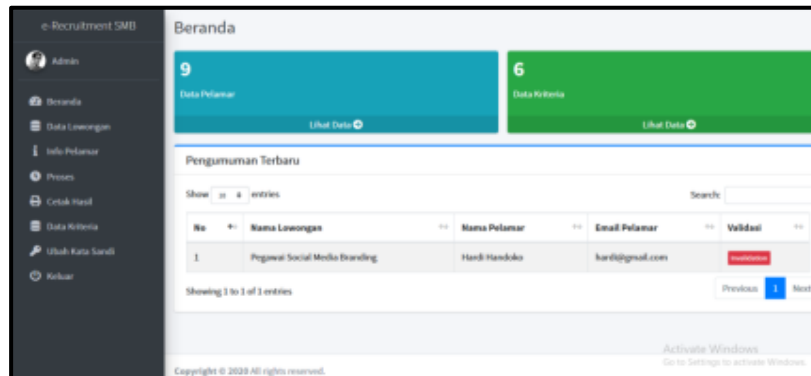 e-Recruitment SMB
Admin
Beranda
Data Lowongan
Info Pelamar
Proses
Cetak Hasil
Data Kriteria
Ubah Kata Sandi
Keluar
Beranda
9
Data Pelamar
Lihat Data
6
Data Kriteria
Lihat Data
Pengumuman Terbaru
Show 10 entries
Search:
No Nama Lowongan Nama Pelamar Email Pelamar Validasi
1 Pegawai Social Media Branding Hardi Handoko hardi@gmail.com
Showing 1 to 1 of 1 entries
Previous 1 Next
Activate Windows
Go to Settings to activate Windows.
Copyright © 2020 All rights reserved.